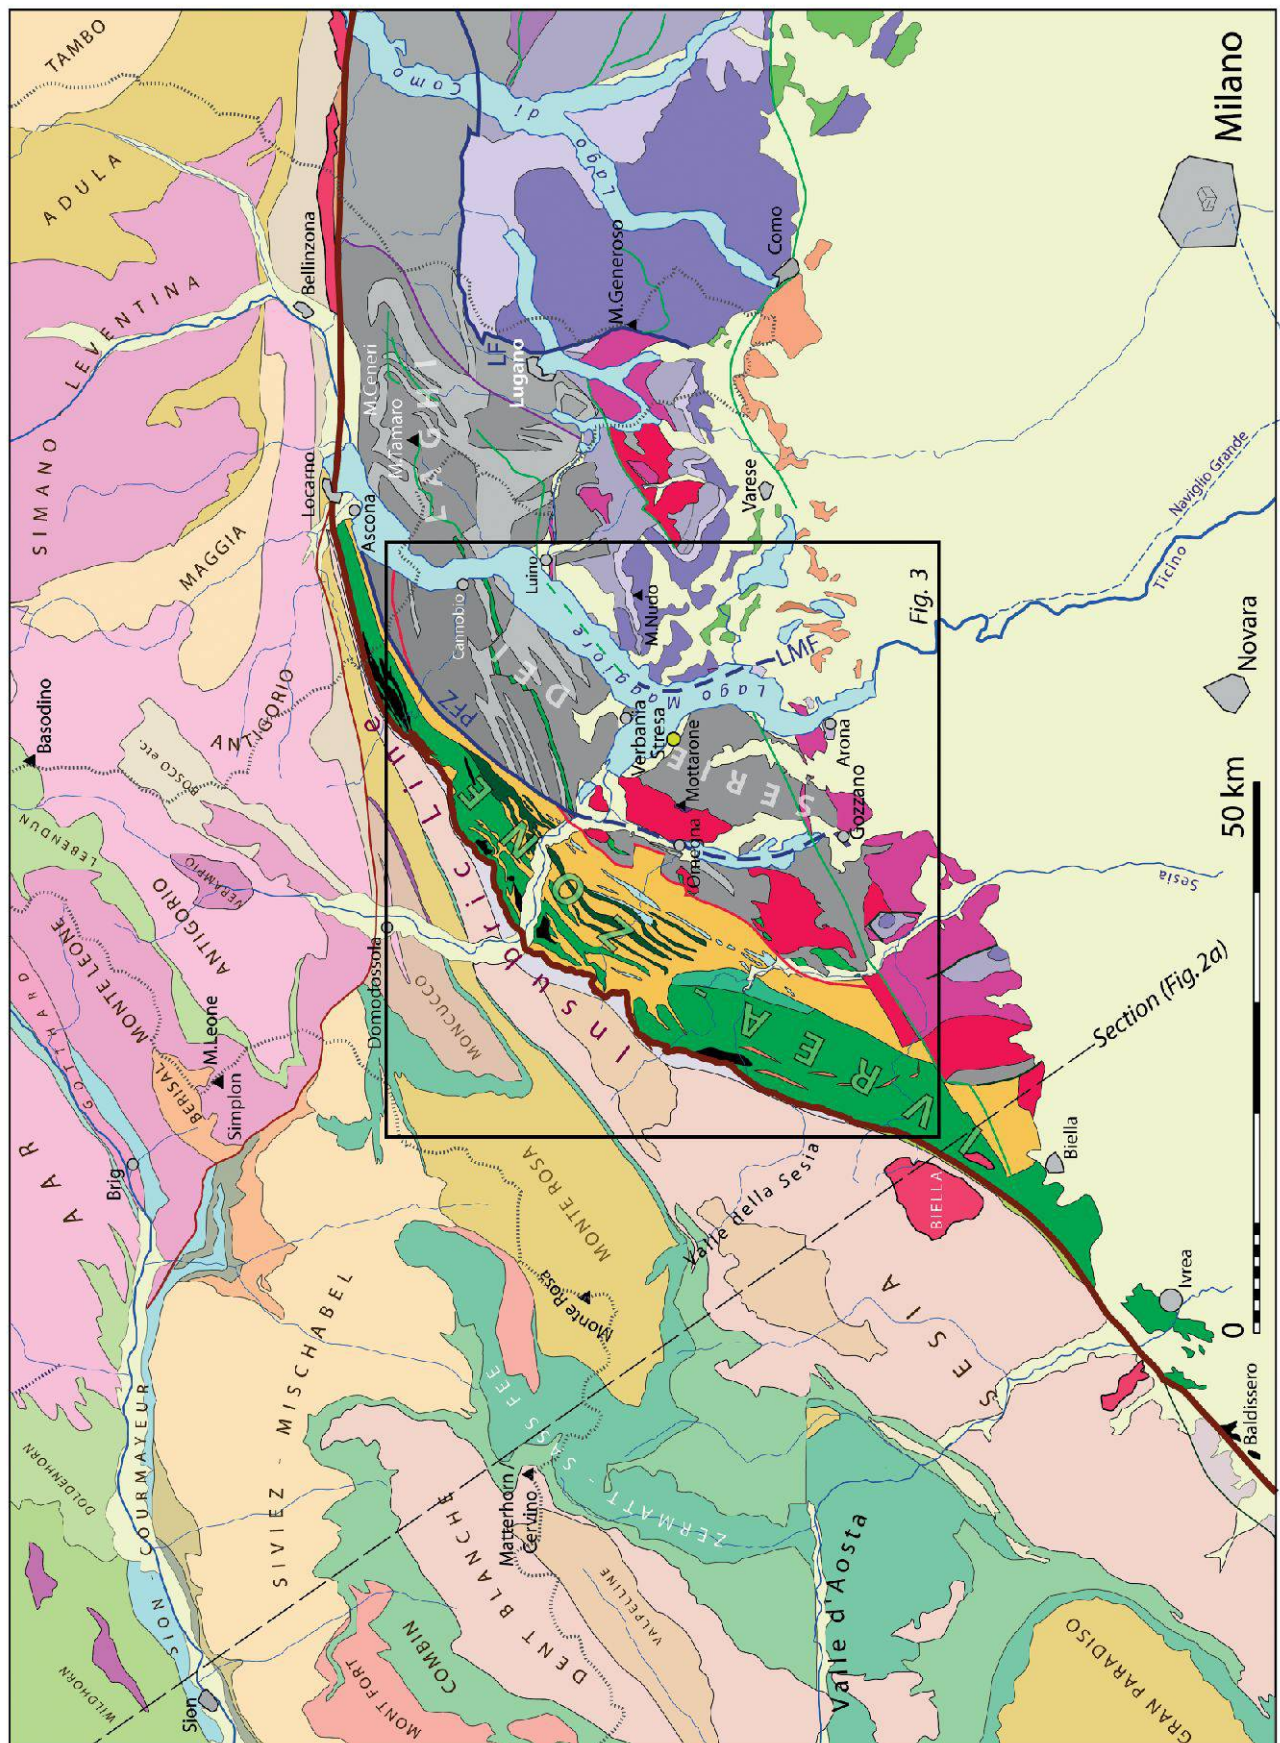 WILDHORN
DOLDENHORN
A A R
GOTTHARD
LEBENDUN
Basodino
SIMANO
LEVENTINA
ADULA
TAMBO
Sion
SION
COURMAYEUR
Brig
BERISAL
MONTE LEONE
M.Leone
Simplon
ANTIGORIO
VERAMPIO
BOSCO etc.
ANTIGORIO
MAGGIA
Locarno
Ascona
Bellinzona
SIVIEZ - MISCHABEL
MONT FORT
COMBIN
DENT BLANCHE
VALPELLINE
Matterhorn/
Cervino
ZERMATT - SASS FEE
Monte Rosa
MONTE ROSA
Domodossola
MONCUCCO
Insubric Line
M.Ceneri
M.Tamaro
Cannobio
Luino
Lugano
LF
M.Generoso
Lago di Como
Como
Varese
M.Nudo
PFZ
LMF
Lago Maggiore
Verbania
Stresa
Mottarone
Omegna
Arona
Gozzano
SERIE DEI LAGHI
IVREA
ZONE
Valle della Sesia
SESIA
BIELLA
Biella
Ivrea
Baldissero
Valle d'Aosta
GRAN PARADISO
Section (Fig.2a)
Fig. 3
Sesia
Ticino
Naviglio Grande
Novara
Milano
0
50 km